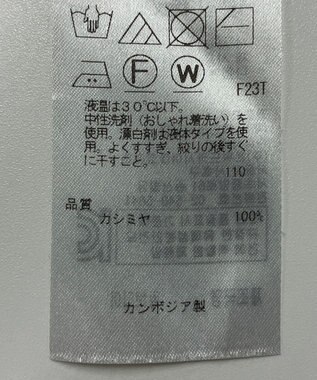 F
W
F23T
液温は30℃以下。
中性洗剤(おしゃれ着洗い)を
使用。漂白剤は液体タイプを使
用。よくすすぎ、絞りの後すぐ
に干すこと。
110
品質
カシミヤ 100%
カンボジア製